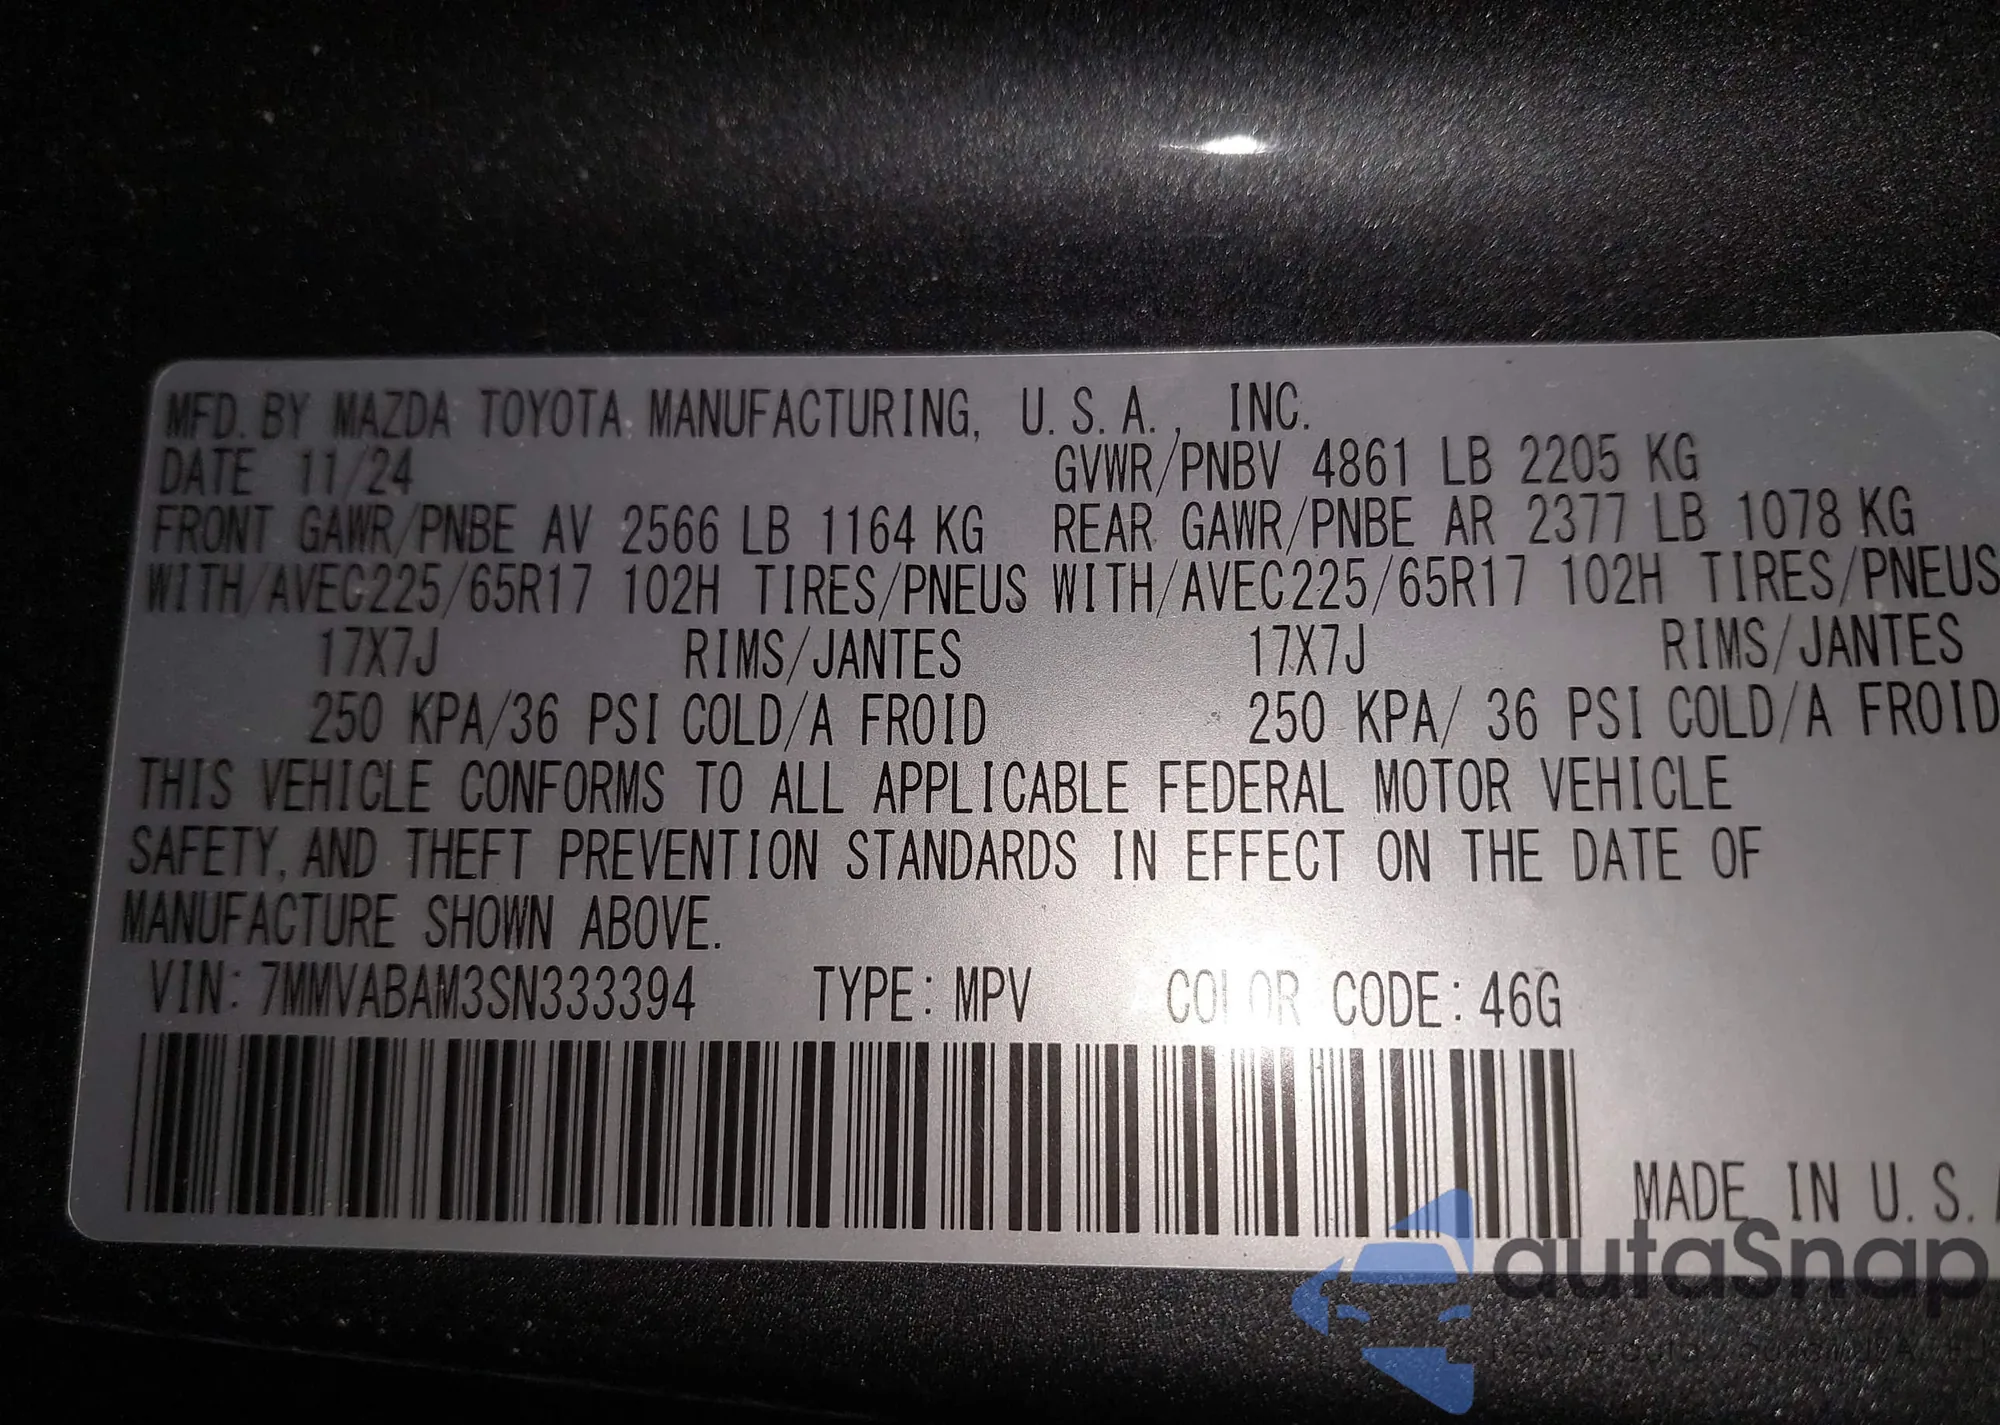 MFD. BY MAZDA TOYOTA MANUFACTURING, U.S.A., INC.
DATE 11/24 GVWR/PNBV 4861 LB 2205 KG
FRONT GAWR/PNBE AV 2566 LB 1164 KG REAR GAWR/PNBE AR 2377 LB 1078 KG
WITH/AVEC225/65R17 102H TIRES/PNEUS WITH/AVEC225/65R17 102H TIRES/PNEUS
17X7J RIMS/JANTES 17X7J RIMS/JANTES
250 KPA/36 PSI COLD/A FROID 250 KPA/ 36 PSI COLD/A FROID
THIS VEHICLE CONFORMS TO ALL APPLICABLE FEDERAL MOTOR VEHICLE
SAFETY, AND THEFT PREVENTION STANDARDS IN EFFECT ON THE DATE OF
MANUFACTURE SHOWN ABOVE.
VIN: 7MMVABAM3SN333394 TYPE: MPV COLOR CODE: 46G
MADE IN U.S.
autaSnap